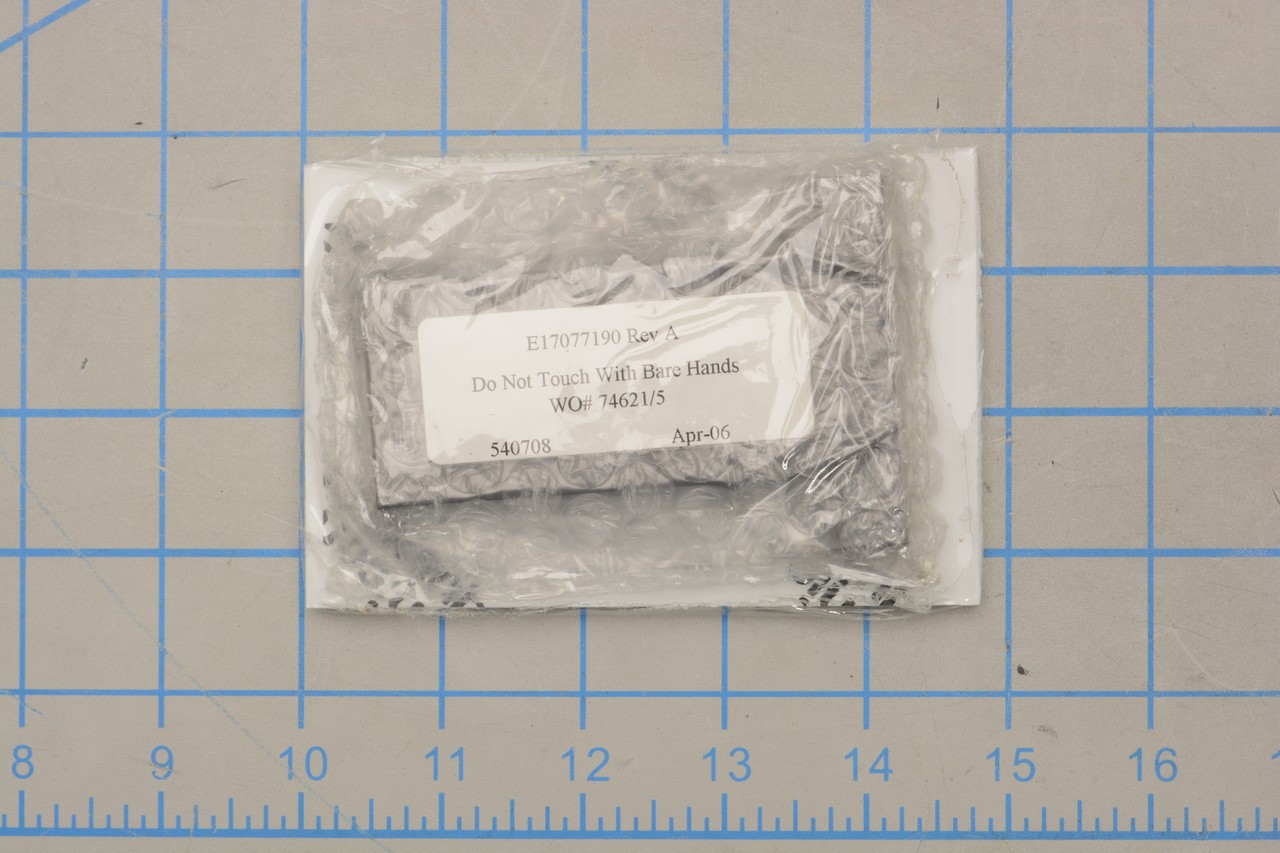 E17077190 Rev A
Do Not Touch With Bare Hands
WO# 74621/5
540708 Apr-06
8 9 10 11 12 13 14 15 16